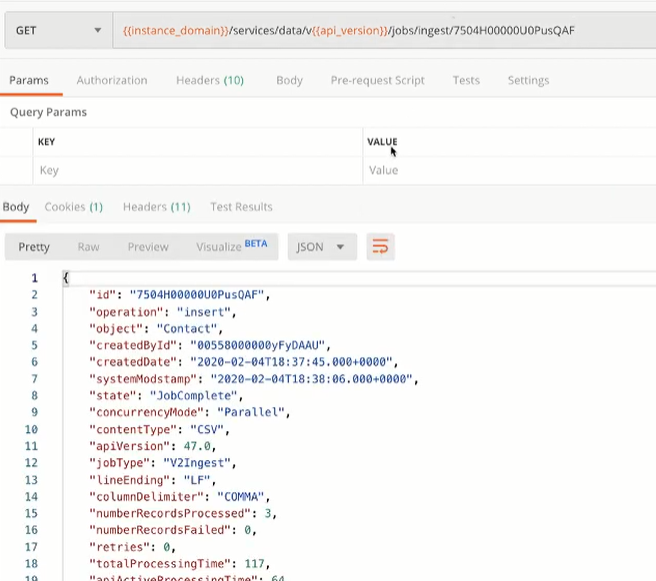 GET {{instance_domain}}/services/data/v{{api_version}}/jobs/ingest/7504H00000U0PusQAF
Params Authorization Headers (10) Body Pre-request Script Tests Settings
Query Params
KEY VALUE
Key Value
Body Cookies (1) Headers (11) Test Results
Pretty Raw Preview Visualize BETA JSON
1 {
2 "id": "7504H00000U0PusQAF",
3 "operation": "insert",
4 "object": "Contact",
5 "createdById": "00558000000yFyDAAU",
6 "createdDate": "2020-02-04T18:37:45.000+0000",
7 "systemModstamp": "2020-02-04T18:38:06.000+0000",
8 "state": "JobComplete",
9 "concurrencyMode": "Parallel",
10 "contentType": "CSV",
11 "apiVersion": 47.0,
12 "jobType": "V2Ingest",
13 "lineEnding": "LF",
14 "columnDelimiter": "COMMA",
15 "numberRecordsProcessed": 3,
16 "numberRecordsFailed": 0,
17 "retries": 0,
18 "totalProcessingTime": 117,
19 "apiActiveProcessingTime": 64,